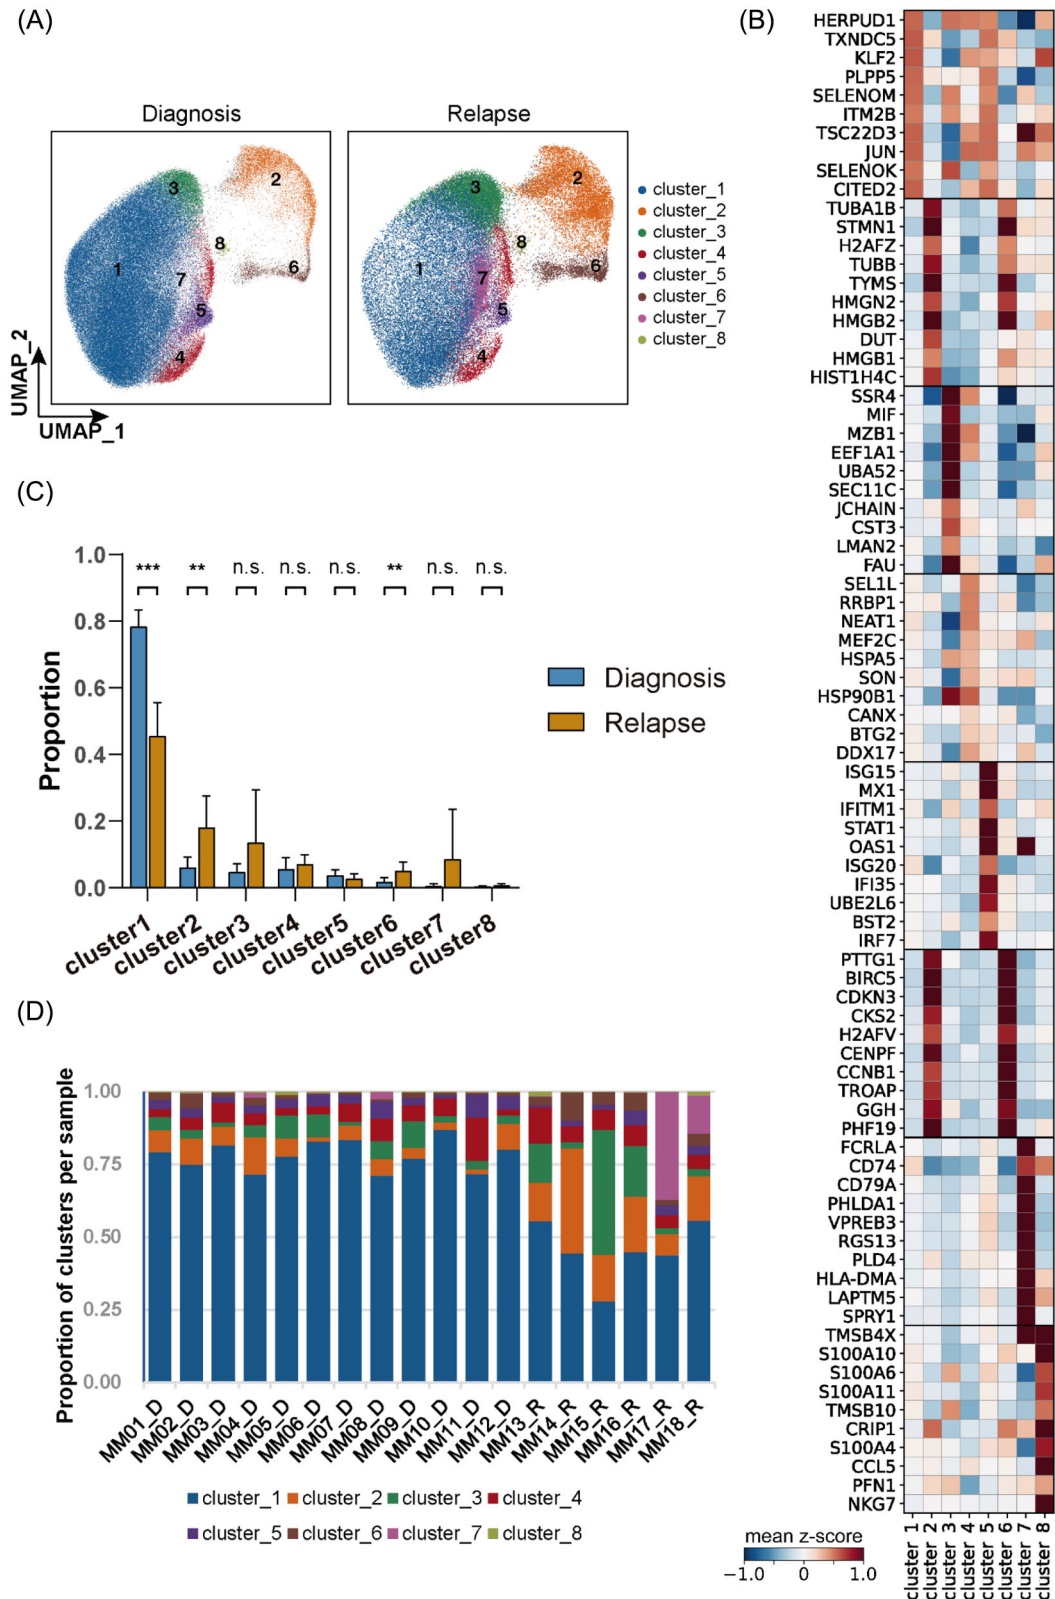 (A)
Diagnosis
Relapse
1
2
3
4
5
6
7
8
1
2
3
4
5
6
7
8
cluster_1
cluster_2
cluster_3
cluster_4
cluster_5
cluster_6
cluster_7
cluster_8
UMAP_2
UMAP_1
(B)
HERPUD1
TXNDC5
KLF2
PLPP5
SELENOM
ITM2B
TSC22D3
JUN
SELENOK
CITED2
TUBA1B
STMN1
H2AFZ
TUBB
TYMS
HMGN2
HMGB2
DUT
HMGB1
HIST1H4C
SSR4
MIF
MZB1
EEF1A1
UBA52
SEC11C
JCHAIN
CST3
LMAN2
FAU
SEL1L
RRBP1
NEAT1
MEF2C
HSPA5
SON
HSP90B1
CANX
BTG2
DDX17
ISG15
MX1
IFITM1
STAT1
OAS1
ISG20
IFI35
UBE2L6
BST2
IRF7
PTTG1
BIRC5
CDKN3
CKS2
H2AFV
CENPF
CCNB1
TROAP
GGH
PHF19
FCRLA
CD74
CD79A
PHLDA1
VPREB3
RGS13
PLD4
HLA-DMA
LAPTM5
SPRY1
TMSB4X
S100A10
S100A6
S100A11
TMSB10
CRIP1
S100A4
CCL5
PFN1
NKG7
cluster 1
cluster 2
cluster 3
cluster 4
cluster 5
cluster 6
cluster 7
cluster 8
mean z-score
−1.0 0 1.0
(C)
Proportion
1.0
0.8
0.6
0.4
0.2
0.0
*** ** n.s. n.s. n.s. ** n.s. n.s.
cluster1
cluster2
cluster3
cluster4
cluster5
cluster6
cluster7
cluster8
Diagnosis
Relapse
(D)
Proportion of clusters per sample
1.00
0.75
0.50
0.25
0.00
MM01_D
MM02_D
MM03_D
MM04_D
MM05_D
MM06_D
MM07_D
MM08_D
MM09_D
MM10_D
MM11_D
MM12_D
MM13_R
MM14_R
MM15_R
MM16_R
MM17_R
MM18_R
cluster_1 cluster_2 cluster_3 cluster_4
cluster_5 cluster_6 cluster_7 cluster_8